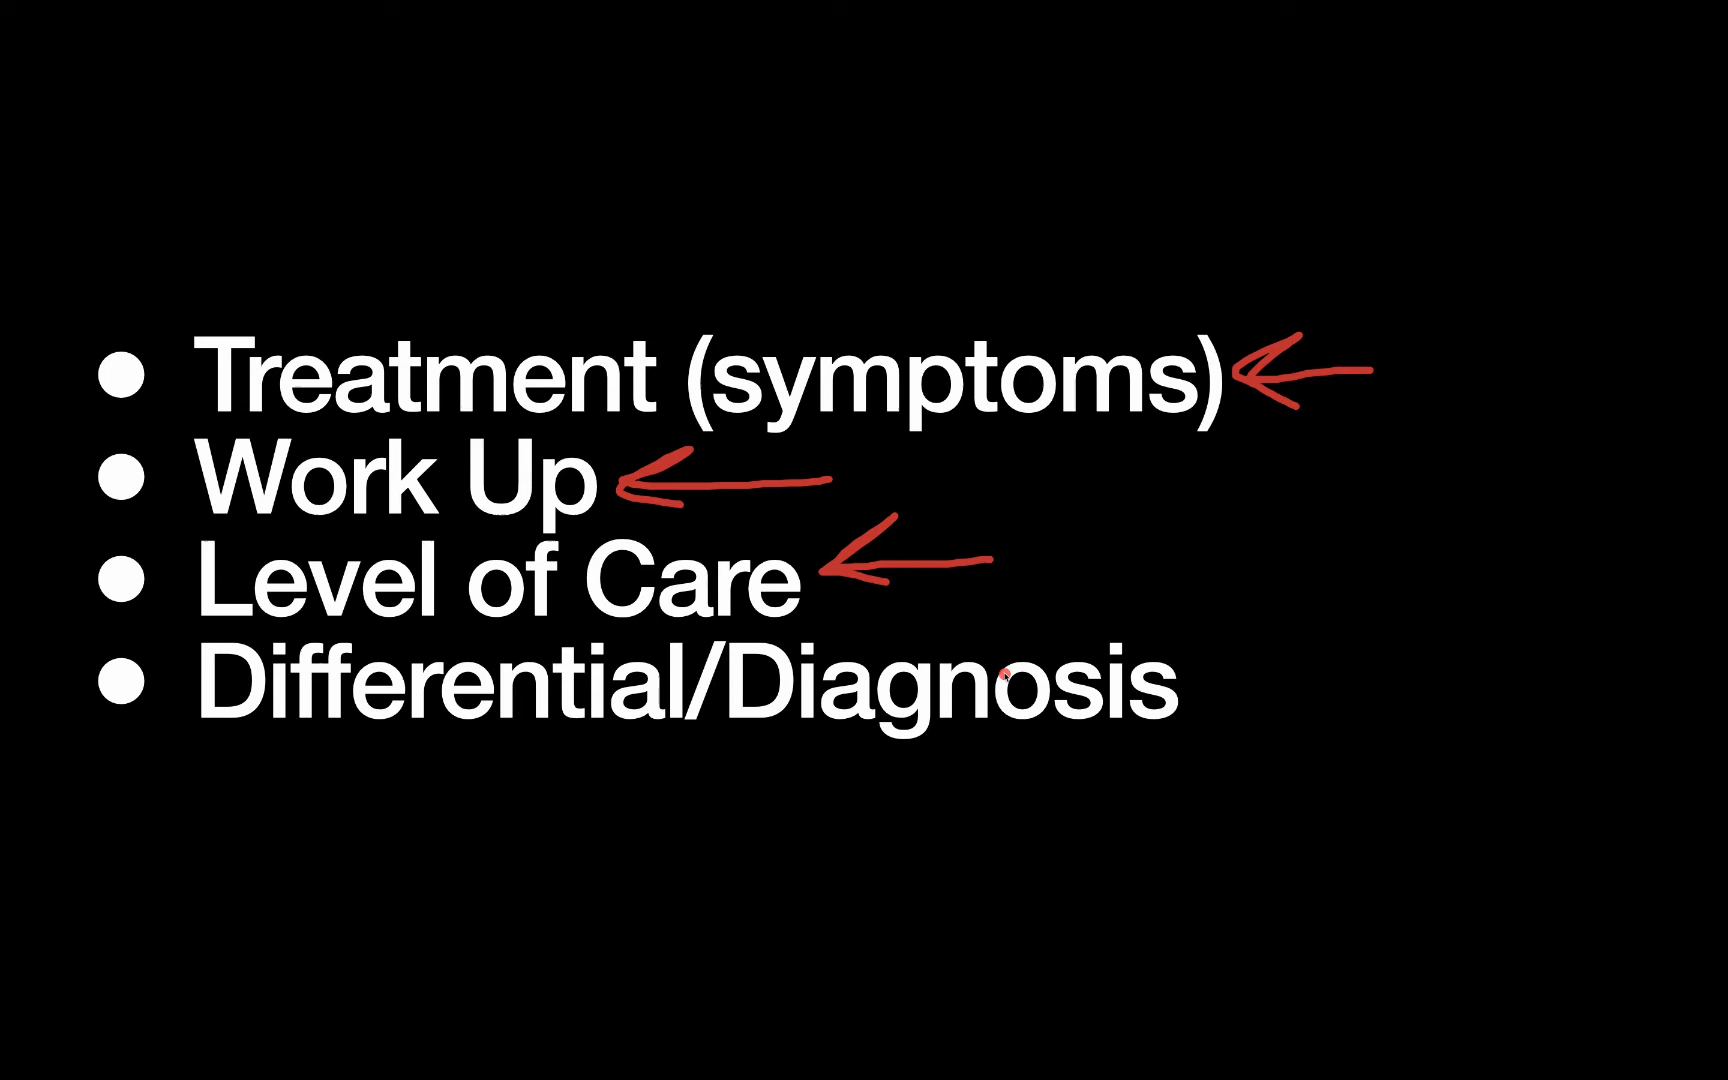 Treatment (symptoms)
Work Up
Level of Care
Differential/Diagnosis